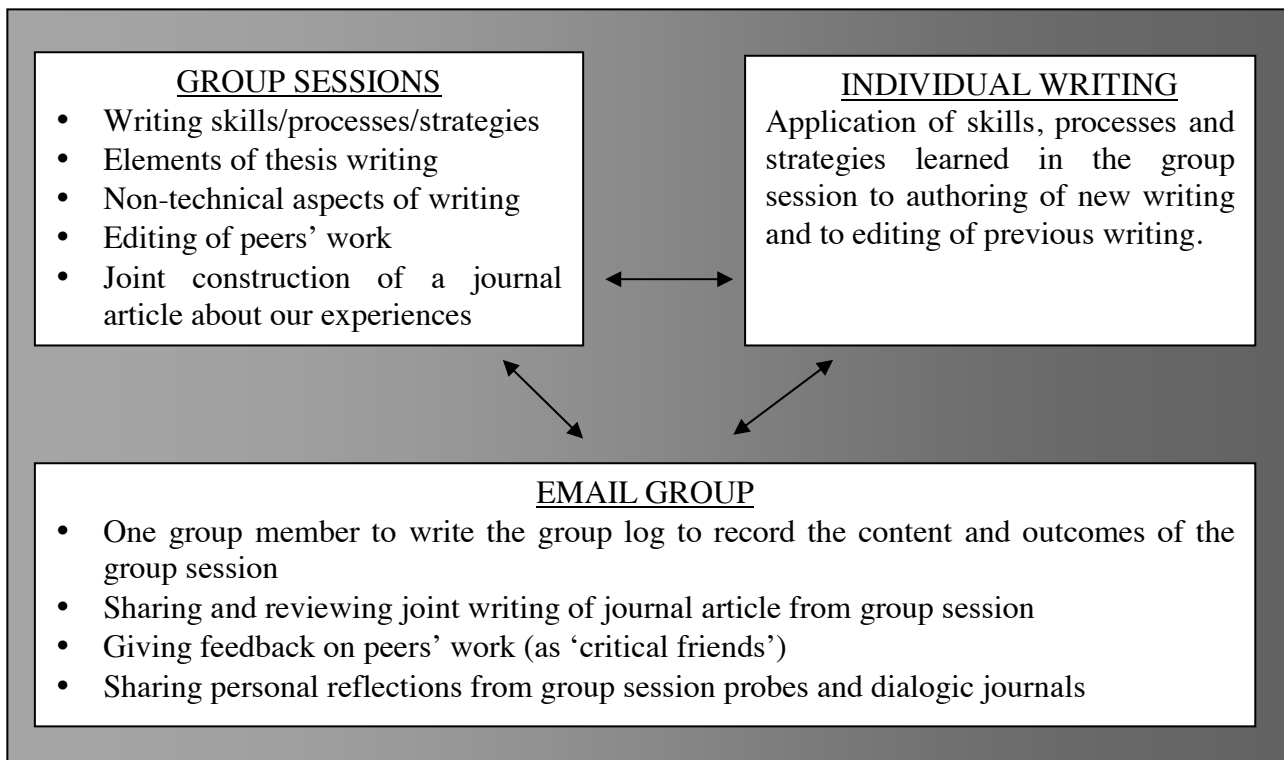 GROUP SESSIONS
• Writing skills/processes/strategies
• Elements of thesis writing
• Non-technical aspects of writing
• Editing of peers’ work
• Joint construction of a journal
article about our experiences
INDIVIDUAL WRITING
Application of skills, processes and
strategies learned in the group
session to authoring of new writing
and to editing of previous writing.
EMAIL GROUP
• One group member to write the group log to record the content and outcomes of the
group session
• Sharing and reviewing joint writing of journal article from group session
• Giving feedback on peers’ work (as ‘critical friends’)
• Sharing personal reflections from group session probes and dialogic journals